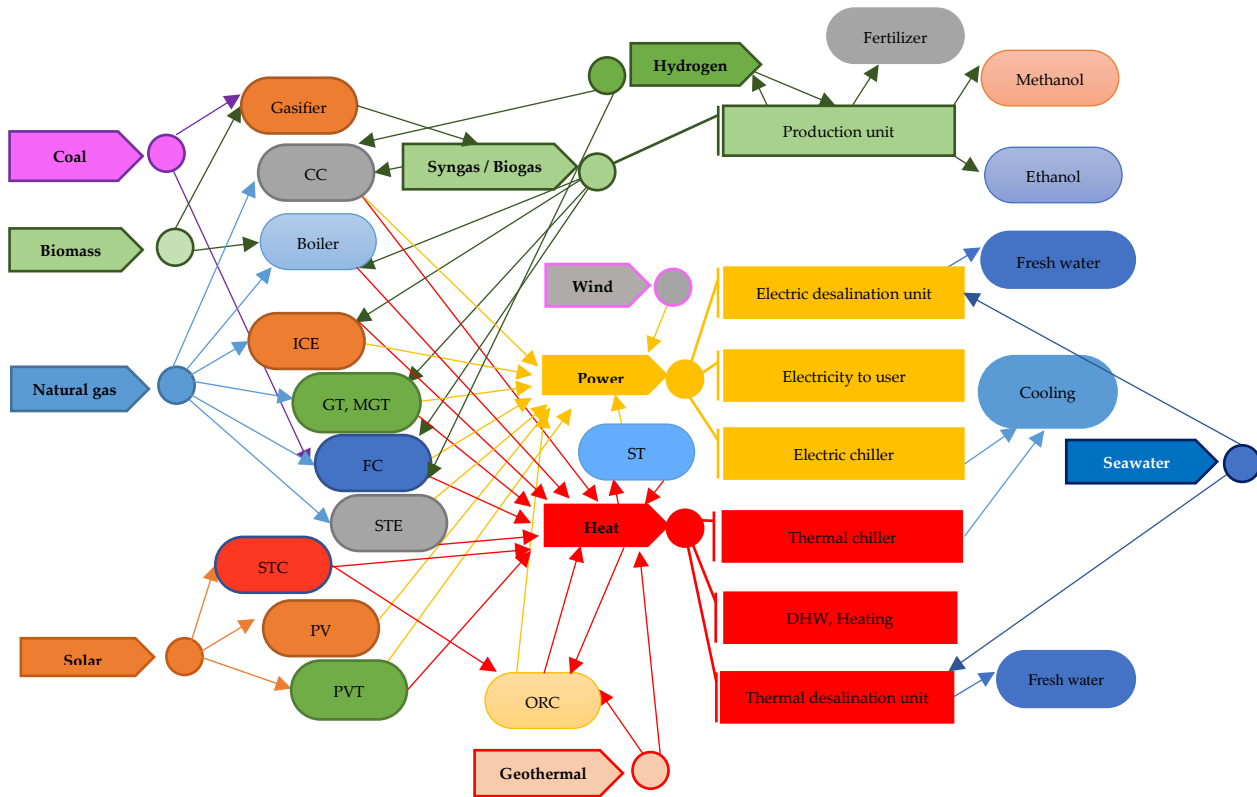 Fertilizer
Hydrogen
Methanol
Gasifier
Production unit
Coal
Syngas / Biogas
CC
Ethanol
Boiler
Biomass
Fresh water
Wind
Electric desalination unit
ICE
Power
Electricity to user
Natural gas
Cooling
GT, MGT
ST
Electric chiller
FC
Seawater
STE
Heat
Thermal chiller
STC
DHW, Heating
PV
Solar
PVT
ORC
Thermal desalination unit
Fresh water
Geothermal